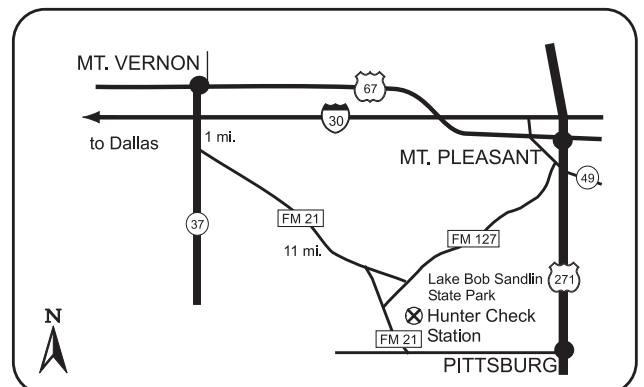 MT. VERNON
67
30
to Dallas
1 mi.
MT. PLEASANT
49
37
FM 21
11 mi.
FM 127
Lake Bob Sandlin
State Park
271
Hunter Check
Station
N
FM 21
PITTSBURG